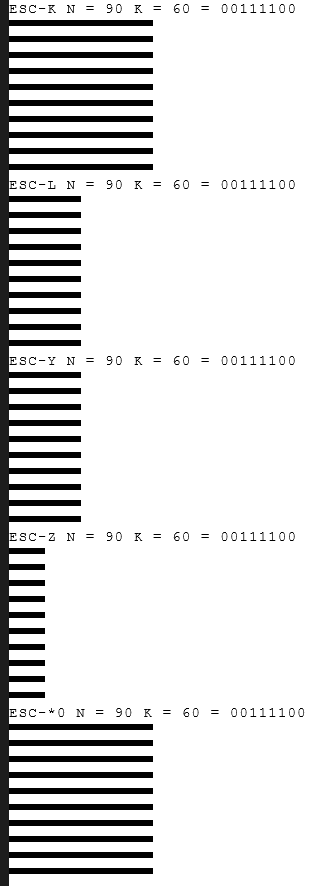 ESC-K N = 90 K = 60 = 00111100
ESC-L N = 90 K = 60 = 00111100
ESC-Y N = 90 K = 60 = 00111100
ESC-Z N = 90 K = 60 = 00111100
ESC-*0 N = 90 K = 60 = 00111100